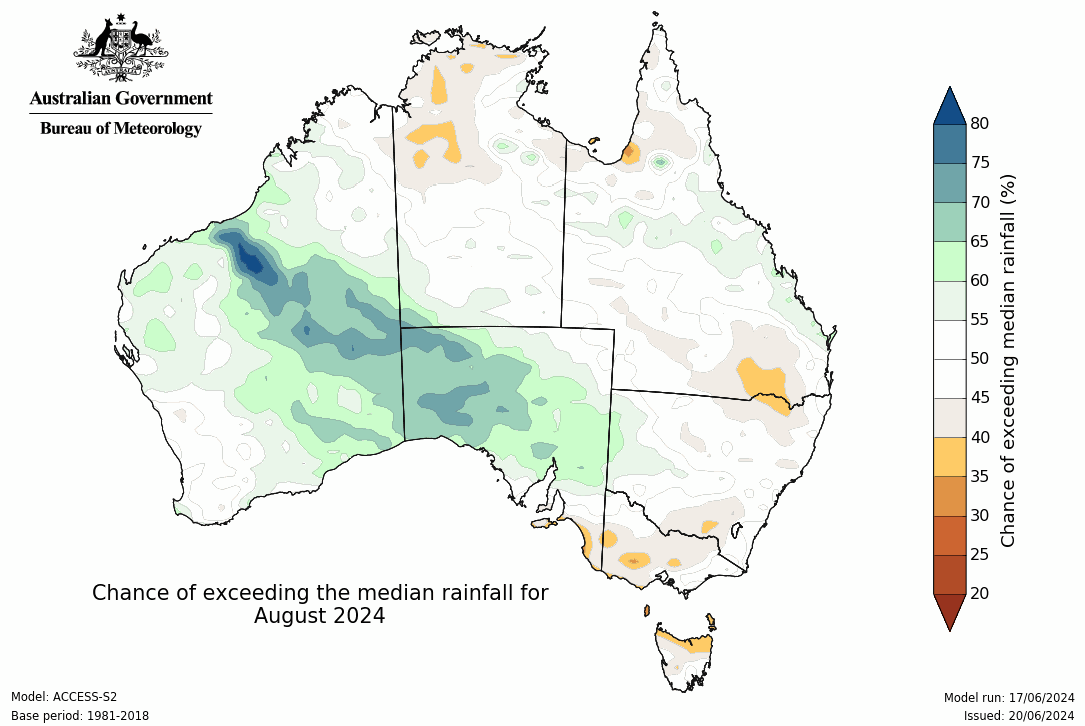 Australian Government
Bureau of Meteorology
80
75
70
65
60
55
50
45
40
35
30
25
20
Chance of exceeding median rainfall (%)
Chance of exceeding the median rainfall for
August 2024
Model: ACCESS-S2
Base period: 1981-2018
Model run: 17/06/2024
Issued: 20/06/2024